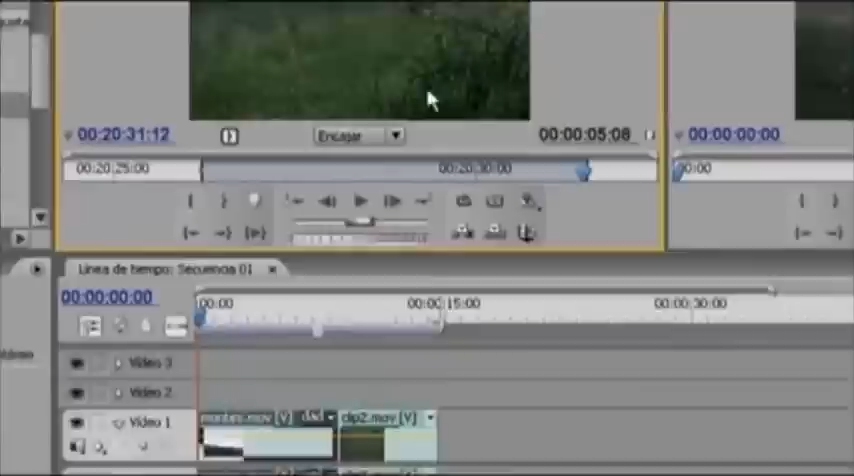 00:20:31:12
Encajar
00:00:05:08
00:00:00:00
00:20:25:00
00:20:30:00
00:00
Línea de tiempo: Secuencia 01
00:00:00:00
00:00
00:00:15:00
00:00:30:00
Vídeo 3
Vídeo 2
Vídeo 1
[V]
clip2.mov [V]